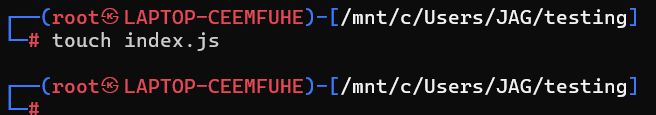 ┌──(root㉿LAPTOP-CEEMFUHE)-[/mnt/c/Users/JAG/testing]
└─# touch index.js
┌──(root㉿LAPTOP-CEEMFUHE)-[/mnt/c/Users/JAG/testing]
└─#